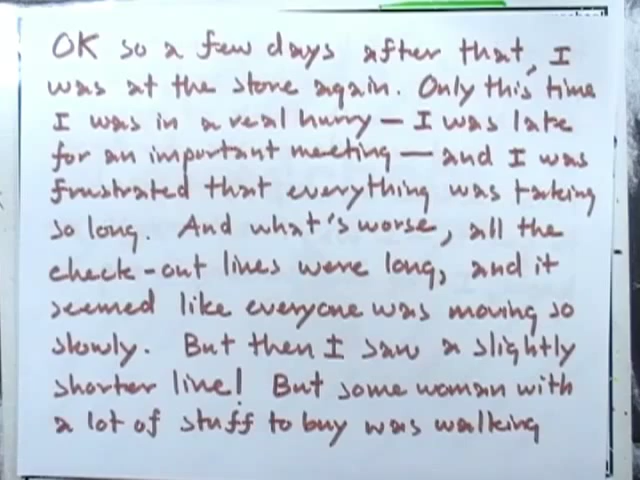 OK so a few days after that, I
was at the store again. Only this time
I was in a real hurry — I was late
for an important meeting — and I was
frustrated that everything was taking
so long. And what's worse, all the
check-out lines were long, and it
seemed like everyone was moving so
slowly. But then I saw a slightly
shorter line! But some woman with
a lot of stuff to buy was walking